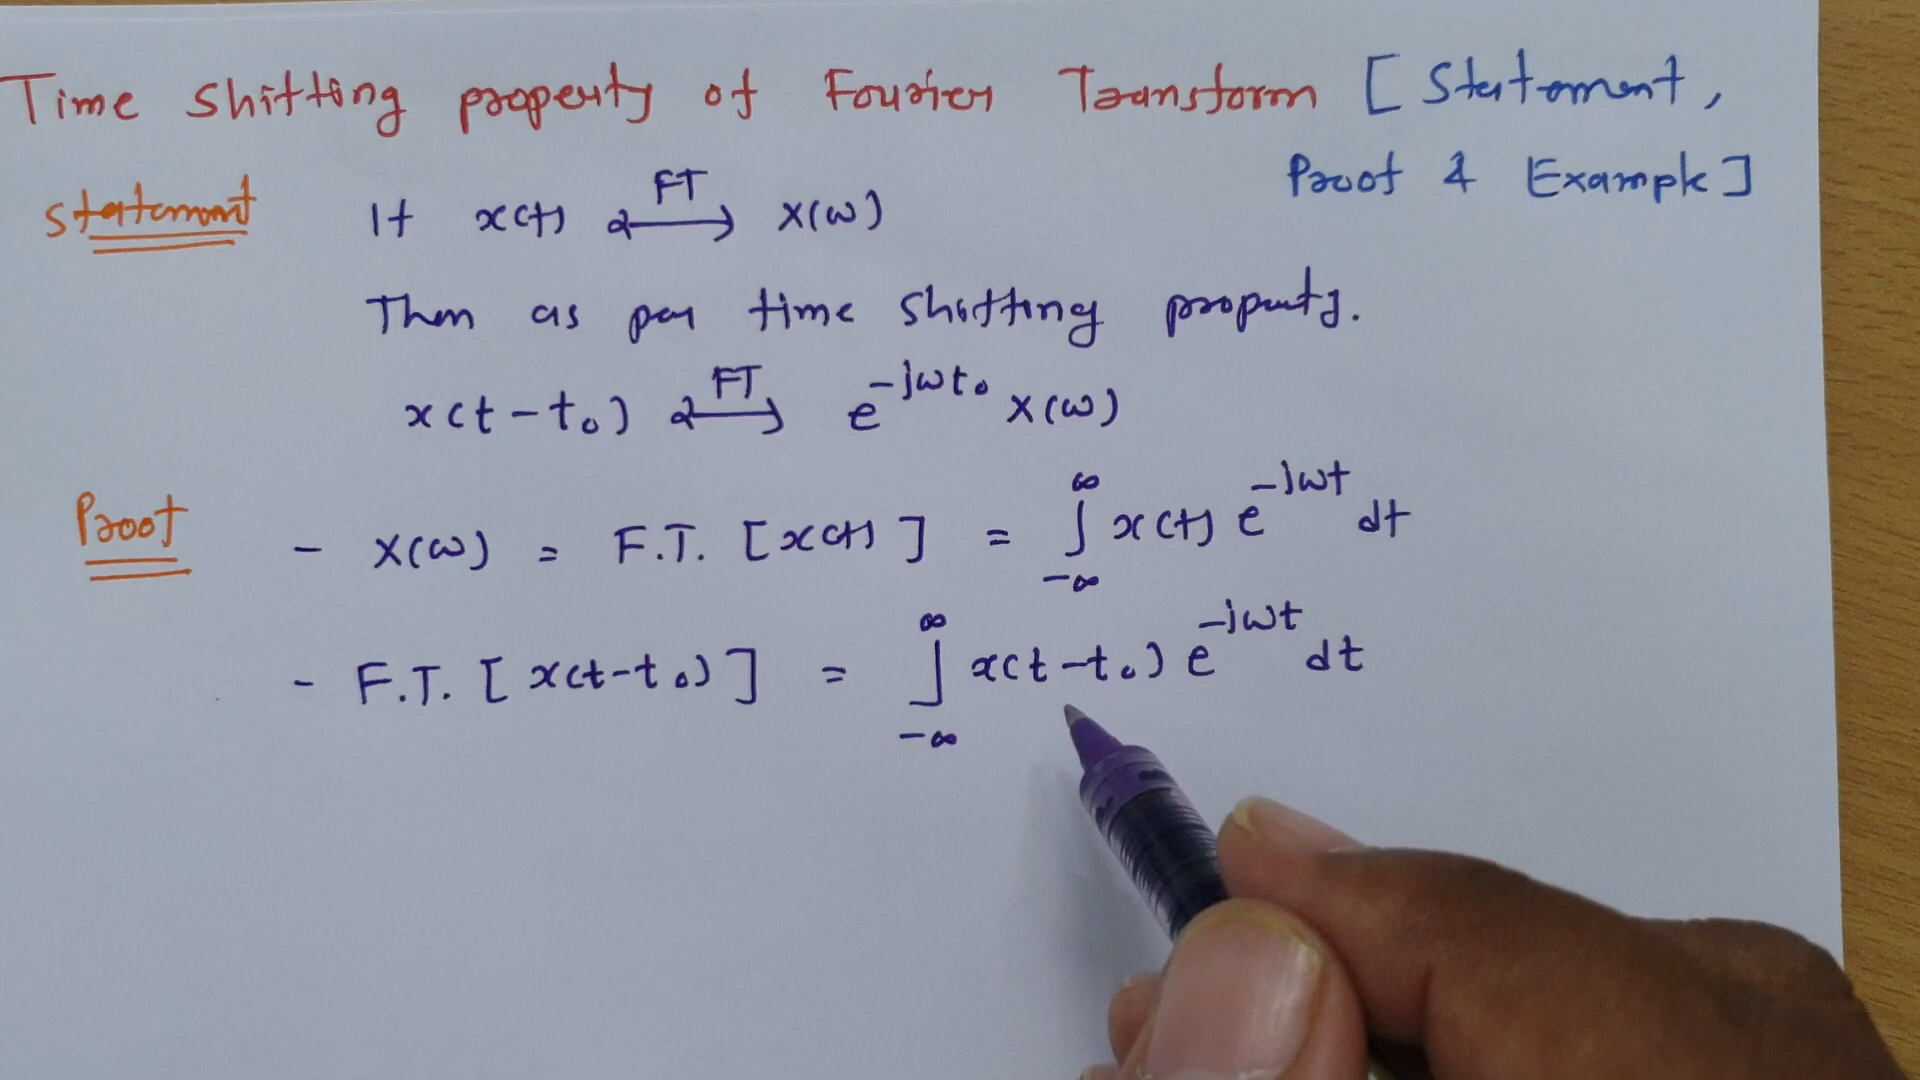 Time Shifting property of Fourier Transform [Statement,
Proof & Example]
Statement If x(t) ⟷ FT X(ω)
Then as per time shifting property.
x(t-t₀) ⟷ FT e^{-jωt₀} X(ω)
Proof - X(ω) = F.T. [x(t)] = ∫_{-∞}^{∞} x(t) e^{-jωt} dt
- F.T. [x(t-t₀)] = ∫_{-∞}^{∞} x(t-t₀) e^{-jωt} dt